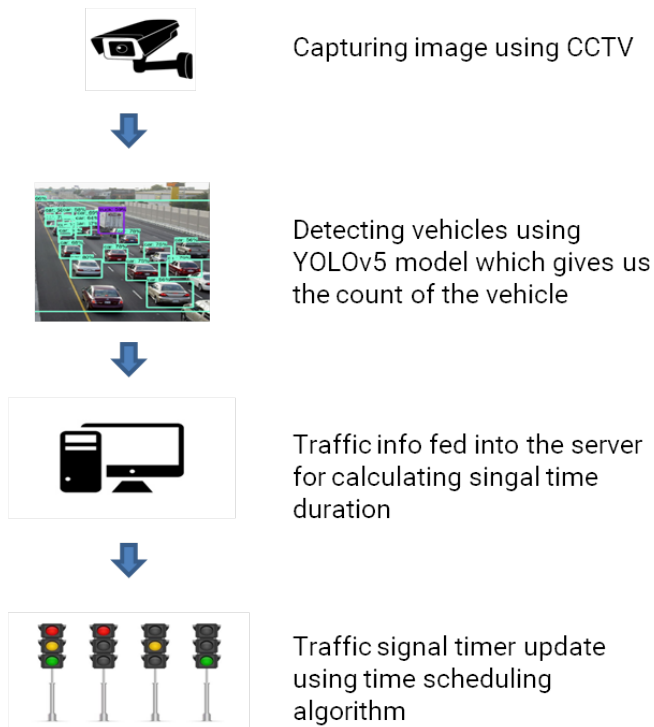 Capturing image using CCTV
Detecting vehicles using
YOLOv5 model which gives us
the count of the vehicle
Traffic info fed into the server
for calculating singal time
duration
Traffic signal timer update
using time scheduling
algorithm